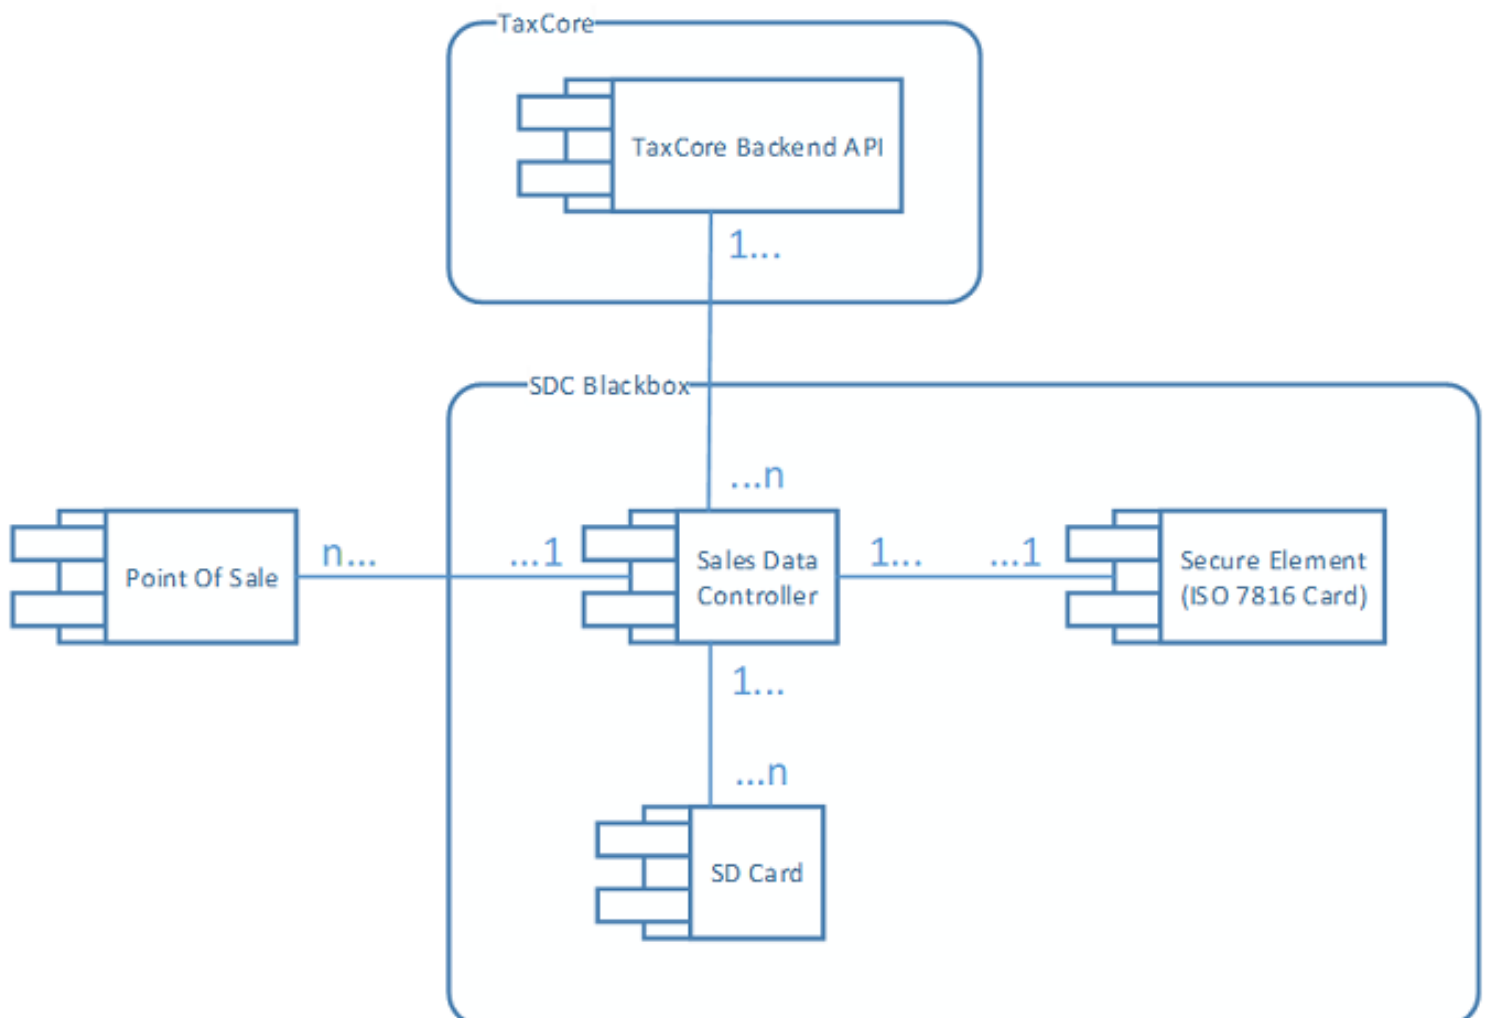 TaxCore
TaxCore Backend API
1...
SDC Blackbox
...n
Point Of Sale
n...
...1
Sales Data
Controller
1...
...1
Secure Element
(ISO 7816 Card)
1...
...n
SD Card